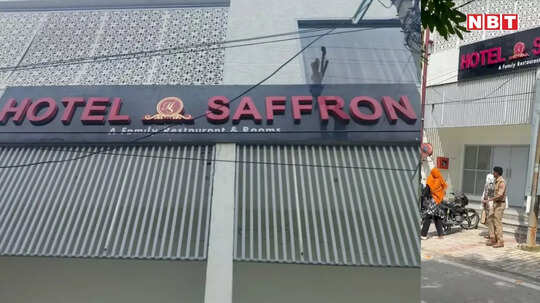 HOTEL SAFFRON
A Family Restaurant & Rooms
NBT
HOTEL SAFFRON
A Family Restaurant